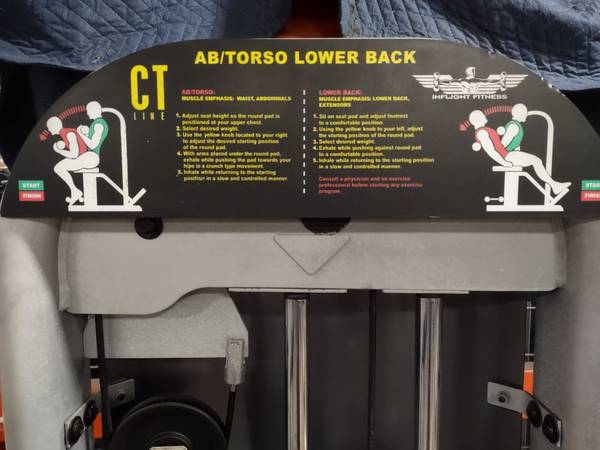 AB/TORSO LOWER BACK
CT
LINE
AB/TORSO:
MUSCLE EMPHASIS: WAIST, ABDOMINALS
1. Adjust seat height so the round pad is
positioned at your upper chest.
2. Select desired weight.
3. Use the yellow knob located to your right
to adjust the desired starting position
of the round pad.
4. With arms placed under the round pad,
exhale while pushing the pad towards your
hips in a crunch type movement.
5. Inhale while returning to the starting
position in a slow and controlled manner.
LOWER BACK:
MUSCLE EMPHASIS: LOWER BACK,
EXTENSORS
1. Sit on seat pad and adjust footrest
to a comfortable position.
2. Using the yellow knob to your left, adjust
the starting position of the round pad.
3. Select desired weight.
4. Exhale while pushing against round pad
to a comfortable position.
5. Inhale while returning to the starting position
in a slow and controlled manner.
Consult a physician and an exercise
professional before starting any exercise
program.
INFLIGHT FITNESS
START
FINISH
START
FINISH